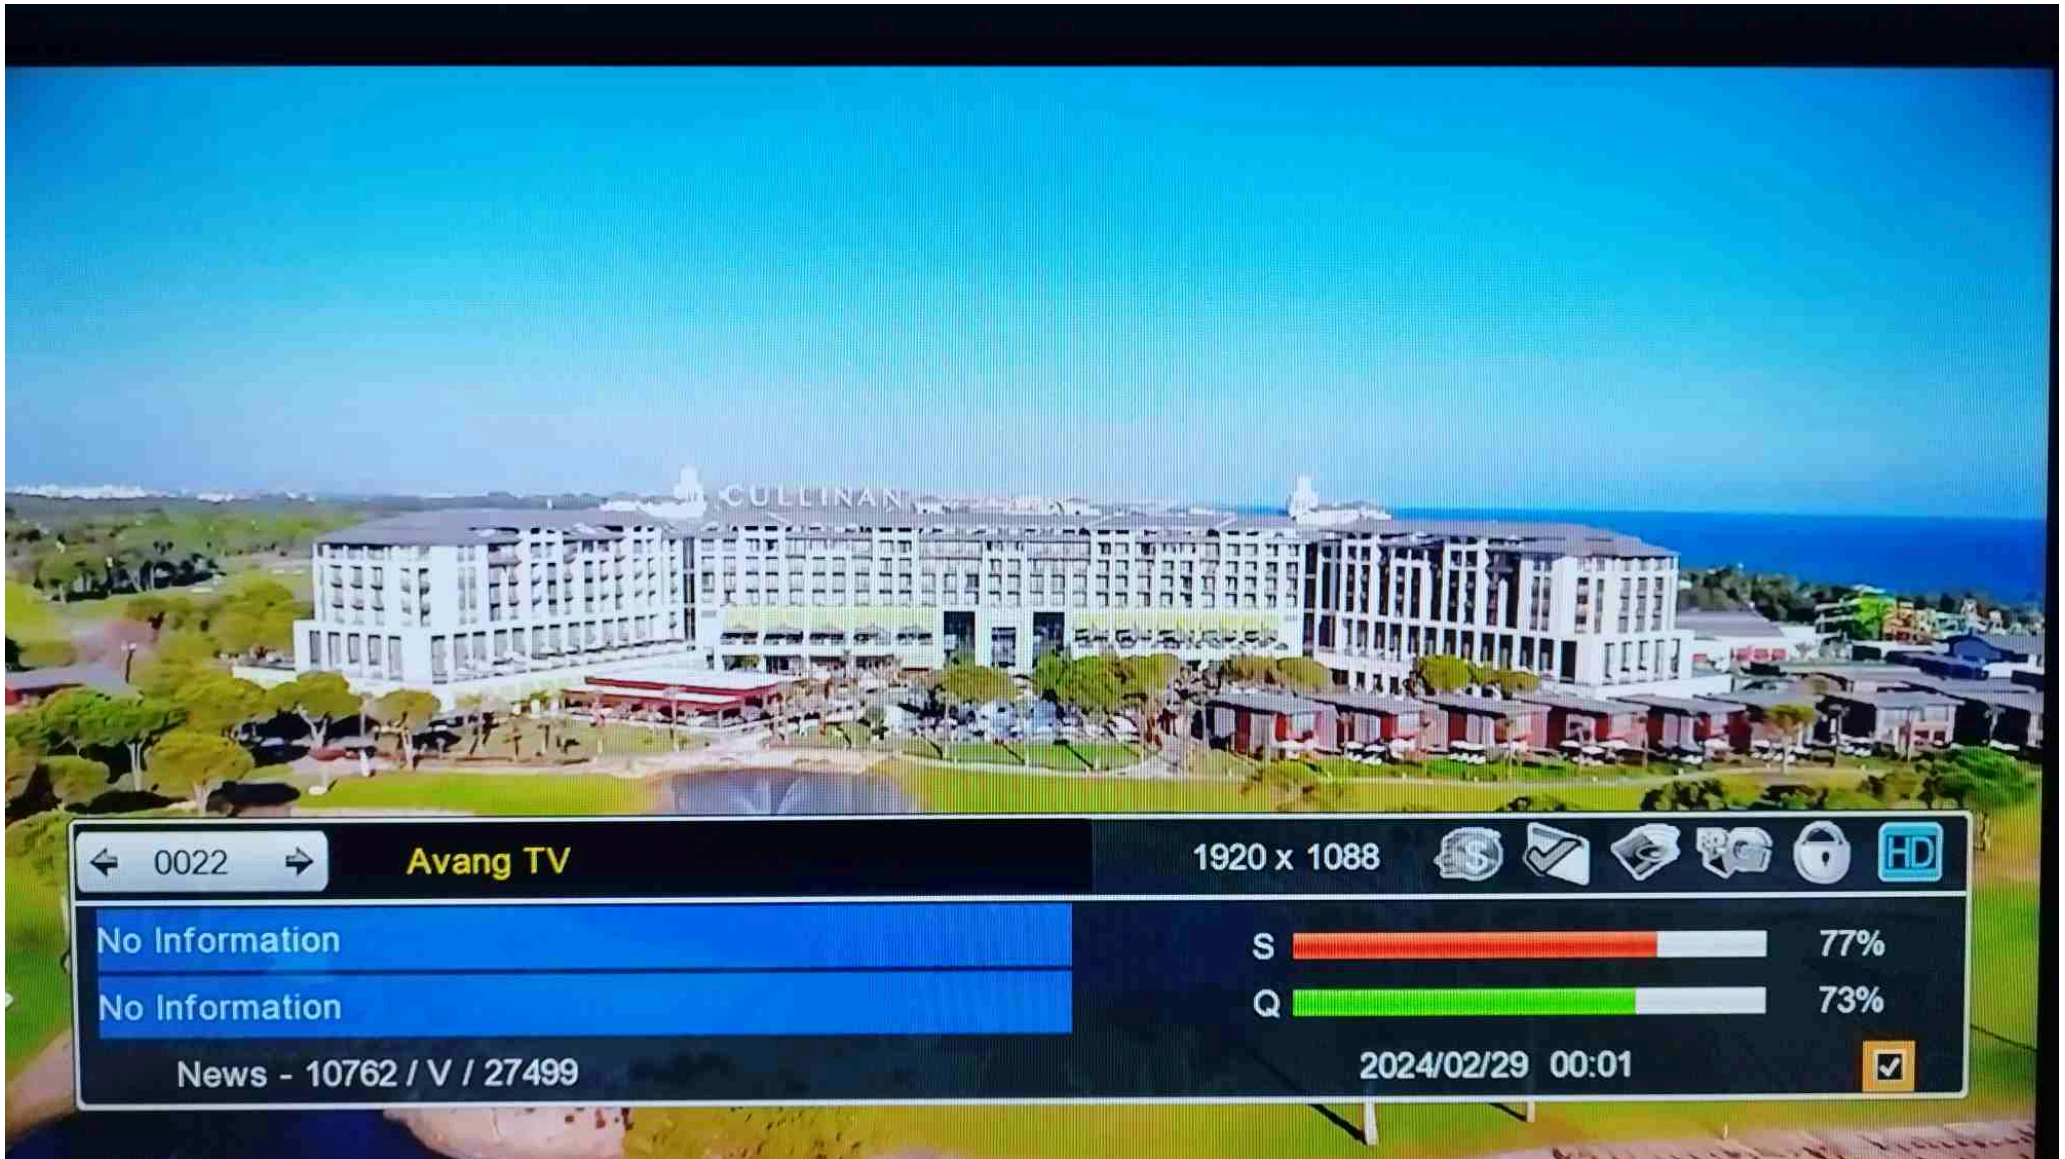 CULLINAN
0022
Avang TV
1920 x 1088
HD
No Information
S 77%
No Information
Q 73%
News - 10762 / V / 27499
2024/02/29 00:01